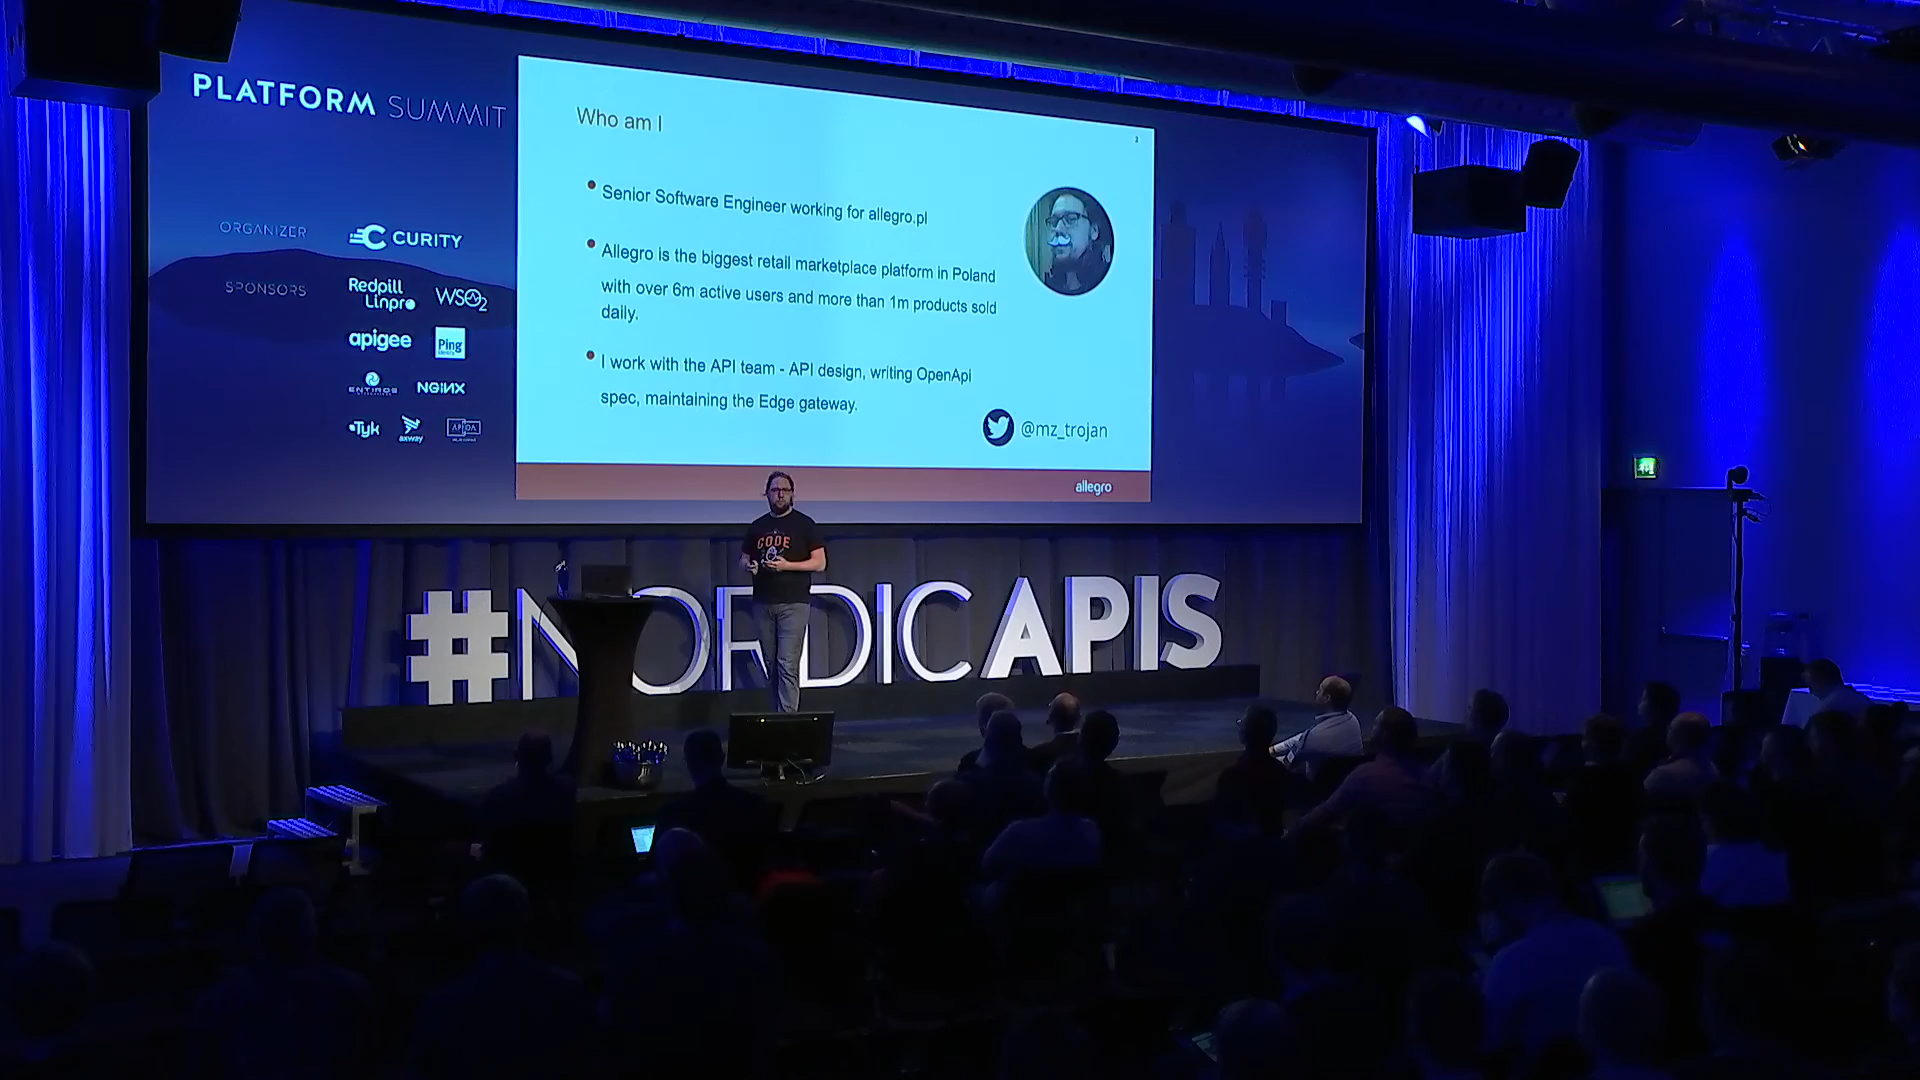 PLATFORM SUMMIT
ORGANIZER
CURITY
SPONSORS
Redpill
Linpro
WSO2
apigee
Ping
Identity
ENTIROS
NGINX
Tyk
axway
Who am I
3
Senior Software Engineer working for allegro.pl
Allegro is the biggest retail marketplace platform in Poland
with over 6m active users and more than 1m products sold
daily.
I work with the API team - API design, writing OpenApi
spec, maintaining the Edge gateway.
@mz_trojan
allegro
CODE
#NORDICAPIS